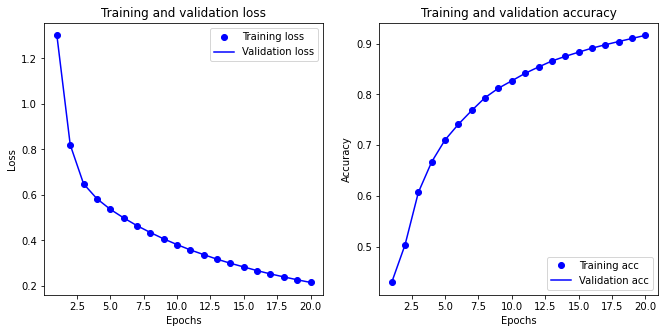 Training and validation loss
Training loss
Validation loss
1.2
1.0
0.8
0.6
0.4
0.2
Loss
2.5 5.0 7.5 10.0 12.5 15.0 17.5 20.0
Epochs
Training and validation accuracy
0.9
0.8
0.7
0.6
0.5
Accuracy
Training acc
Validation acc
2.5 5.0 7.5 10.0 12.5 15.0 17.5 20.0
Epochs